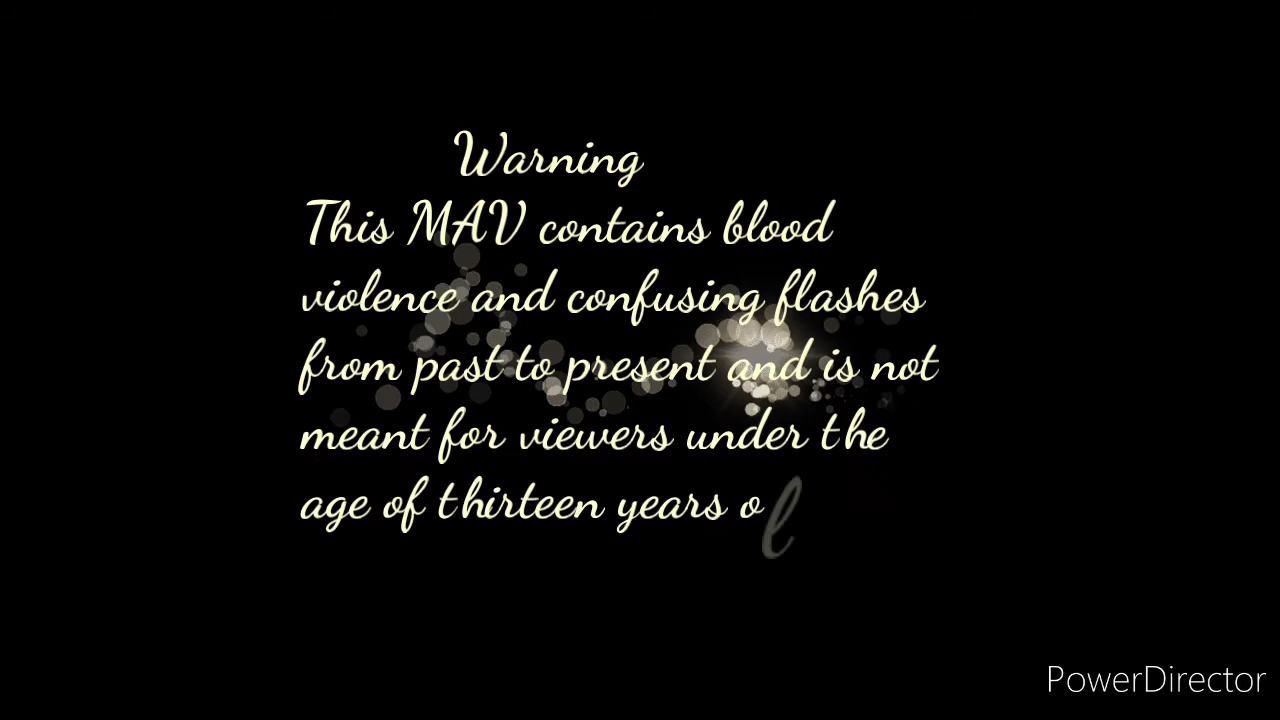 Warning
This MAV contains blood
violence and confusing flashes
from past to present and is not
meant for viewers under the
age of thirteen years ol
PowerDirector